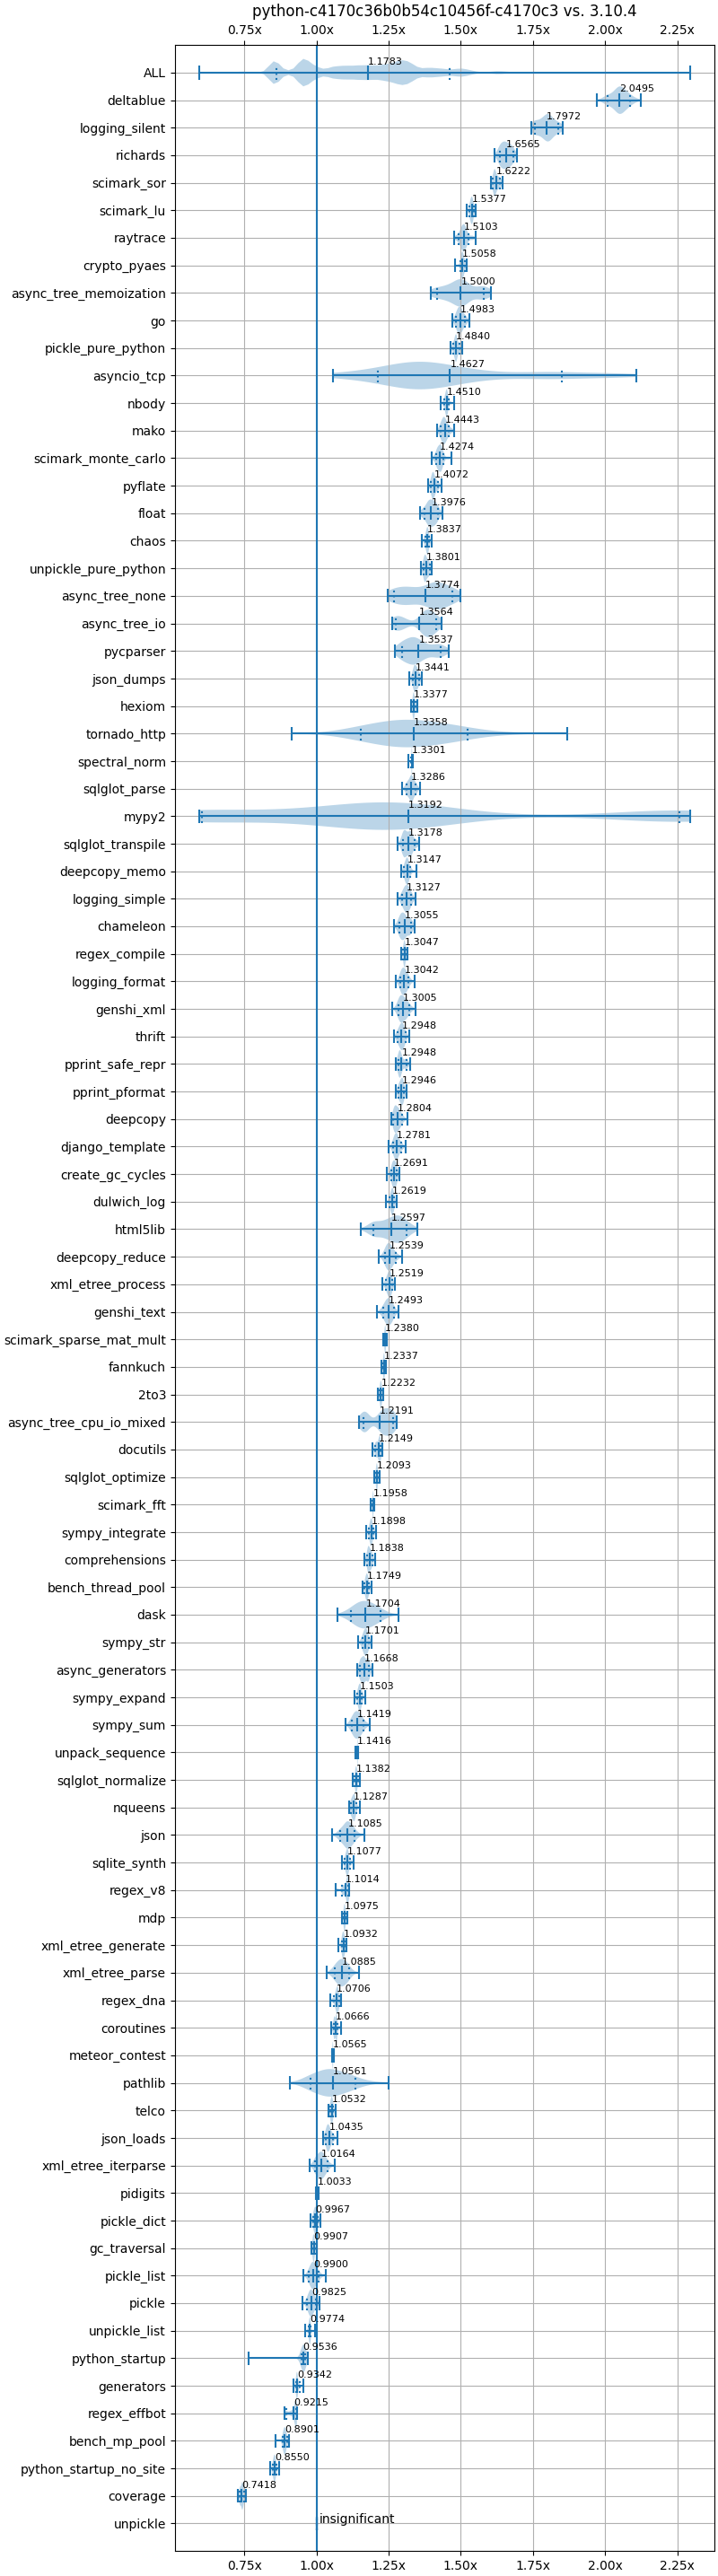 python-c4170c36b0b54c10456f-c4170c3 vs. 3.10.4
0.75x 1.00x 1.25x 1.50x 1.75x 2.00x 2.25x
ALL 1.1783
deltablue 2.0495
logging_silent 1.7972
richards 1.6565
scimark_sor 1.6222
scimark_lu 1.5377
raytrace 1.5103
crypto_pyaes 1.5058
async_tree_memoization 1.5000
go 1.4983
pickle_pure_python 1.4840
asyncio_tcp 1.4627
nbody 1.4510
mako 1.4443
scimark_monte_carlo 1.4274
pyflate 1.4072
float 1.3976
chaos 1.3837
unpickle_pure_python 1.3801
async_tree_none 1.3774
async_tree_io 1.3564
pycparser 1.3537
json_dumps 1.3441
hexiom 1.3377
tornado_http 1.3358
spectral_norm 1.3301
sqlglot_parse 1.3286
mypy2 1.3192
sqlglot_transpile 1.3178
deepcopy_memo 1.3147
logging_simple 1.3127
chameleon 1.3055
regex_compile 1.3047
logging_format 1.3042
genshi_xml 1.3005
thrift 1.2948
pprint_safe_repr 1.2948
pprint_pformat 1.2946
deepcopy 1.2804
django_template 1.2781
create_gc_cycles 1.2691
dulwich_log 1.2619
html5lib 1.2597
deepcopy_reduce 1.2539
xml_etree_process 1.2519
genshi_text 1.2493
scimark_sparse_mat_mult 1.2380
fannkuch 1.2337
2to3 1.2232
async_tree_cpu_io_mixed 1.2191
docutils 1.2149
sqlglot_optimize 1.2093
scimark_fft 1.1958
sympy_integrate 1.1898
comprehensions 1.1838
bench_thread_pool 1.1749
dask 1.1704
sympy_str 1.1701
async_generators 1.1668
sympy_expand 1.1503
sympy_sum 1.1419
unpack_sequence 1.1416
sqlglot_normalize 1.1382
nqueens 1.1287
json 1.1085
sqlite_synth 1.1077
regex_v8 1.1014
mdp 1.0975
xml_etree_generate 1.0932
xml_etree_parse 1.0885
regex_dna 1.0706
coroutines 1.0666
meteor_contest 1.0565
pathlib 1.0561
telco 1.0532
json_loads 1.0435
xml_etree_iterparse 1.0164
pidigits 1.0033
pickle_dict 0.9967
gc_traversal 0.9907
pickle_list 0.9900
pickle 0.9825
unpickle_list 0.9774
python_startup 0.9536
generators 0.9342
regex_effbot 0.9215
bench_mp_pool 0.8901
python_startup_no_site 0.8550
coverage 0.7418
unpickle insignificant
0.75x 1.00x 1.25x 1.50x 1.75x 2.00x 2.25x